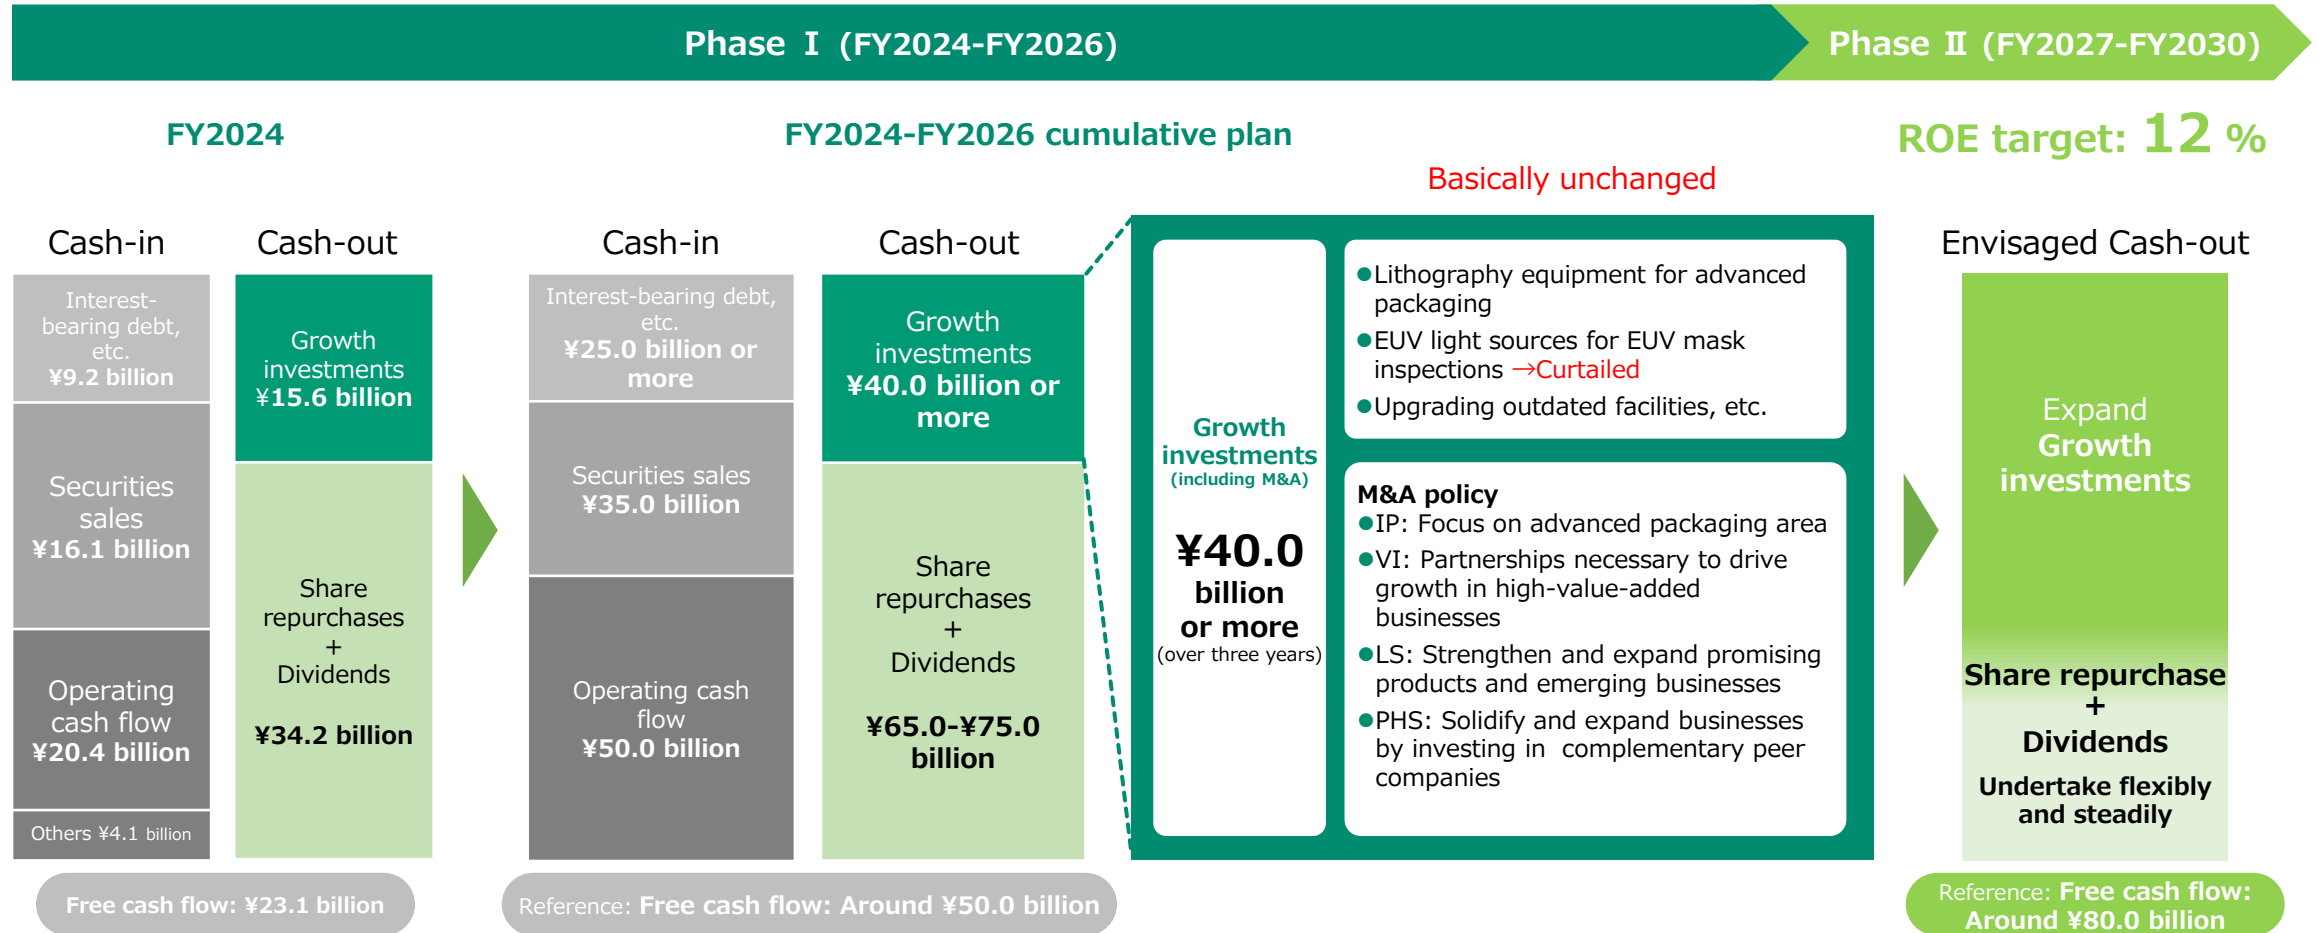 Phase Ⅰ (FY2024-FY2026)
Phase Ⅱ (FY2027-FY2030)
FY2024
FY2024-FY2026 cumulative plan
ROE target: 12 %
Basically unchanged
Cash-in
Cash-out
Interest-
bearing debt,
etc.
¥9.2 billion
Securities
sales
¥16.1 billion
Operating
cash flow
¥20.4 billion
Others ¥4.1 billion
Growth
investments
¥15.6 billion
Share
repurchases
+
Dividends
¥34.2 billion
Free cash flow: ¥23.1 billion
Cash-in
Cash-out
Interest-bearing debt,
etc.
¥25.0 billion or
more
Securities sales
¥35.0 billion
Operating cash
flow
¥50.0 billion
Growth
investments
¥40.0 billion or
more
Share
repurchases
+
Dividends
¥65.0-¥75.0
billion
Reference: Free cash flow: Around ¥50.0 billion
Growth
investments
(including M&A)
¥40.0
billion
or more
(over three years)
●Lithography equipment for advanced
packaging
●EUV light sources for EUV mask
inspections →Curtailed
●Upgrading outdated facilities, etc.
M&A policy
●IP: Focus on advanced packaging area
●VI: Partnerships necessary to drive
growth in high-value-added
businesses
●LS: Strengthen and expand promising
products and emerging businesses
●PHS: Solidify and expand businesses
by investing in complementary peer
companies
Envisaged Cash-out
Expand
Growth
investments
Share repurchase
+
Dividends
Undertake flexibly
and steadily
Reference: Free cash flow:
Around ¥80.0 billion